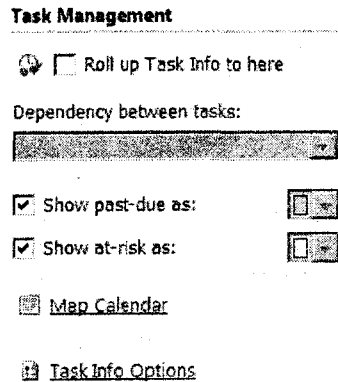 Task Management
Roll up Task Info to here
Dependency between tasks:
Show past-due as:
Show at-risk as:
Map Calendar
Task Info Options